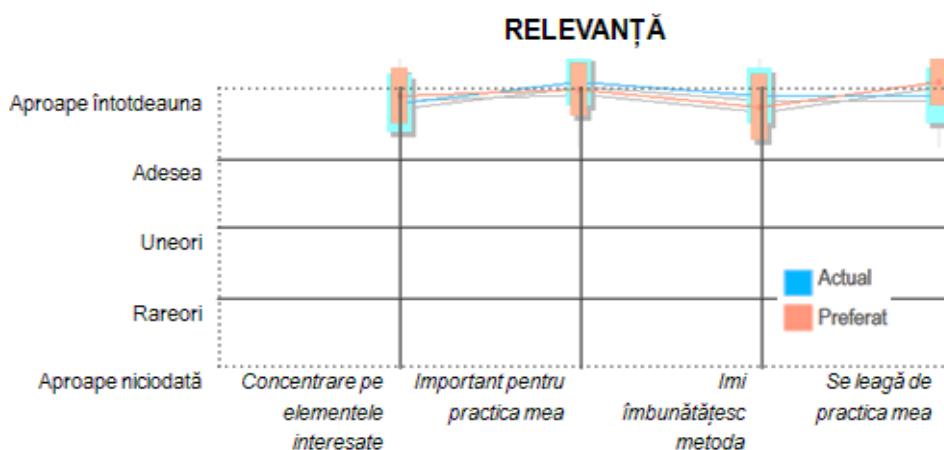 RELEVANȚĂ
Aproape întotdeauna
Adesea
Uneori
Rareori
Aproape niciodată
Actual
Preferat
Concentrare pe
elementele
interesate
Important pentru
practica mea
Imi
îmbunătățesc
metoda
Se leagă de
practica mea